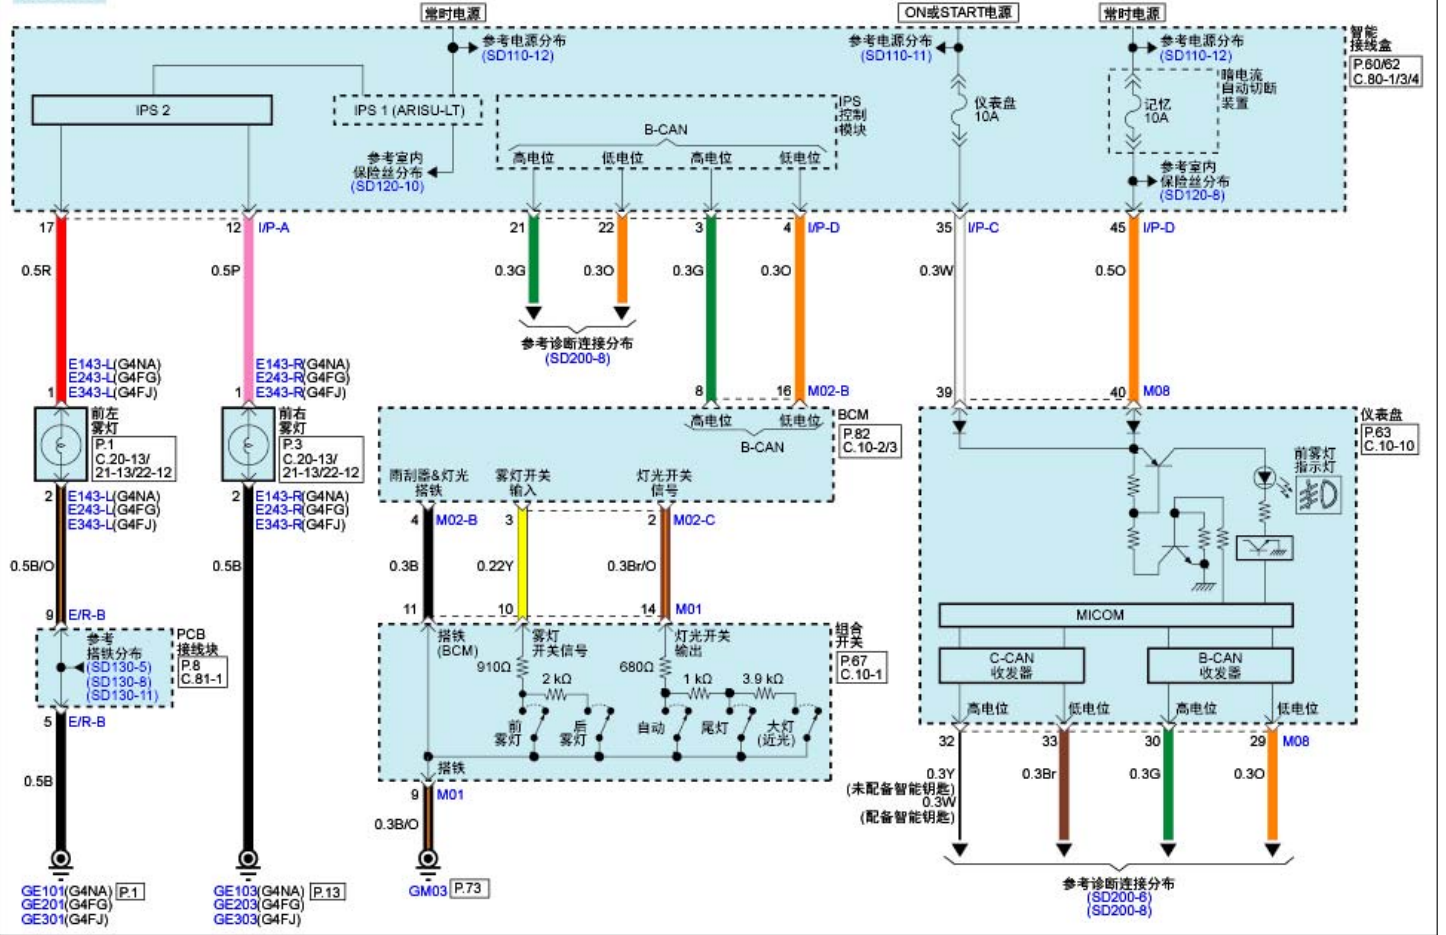 常时电源
ON或START电源
常时电源
参考电源分布
(SD110-12)
参考电源分布
(SD110-11)
参考电源分布
(SD110-12)
智能
接线盒
P.60/62
C.80-1/3/4
IPS 2
IPS 1 (ARISU-LT)
参考室内
保险丝分布
(SD120-10)
IPS
控制
模块
B-CAN
高电位
低电位
高电位
低电位
仪表盘
10A
暗电流
自动切断
装置
记忆
10A
参考室内
保险丝分布
(SD120-8)
17
12
I/P-A
21
22
3
4
I/P-D
35
I/P-C
45
I/P-D
0.5R
0.5P
0.3G
0.3O
0.3G
0.3O
0.3W
0.5O
参考诊断连接分布
(SD200-8)
E143-L(G4NA)
E243-L(G4FG)
1 E343-L(G4FJ)
E143-R(G4NA)
E243-R(G4FG)
1 E343-R(G4FJ)
8
16
M02-B
39
40
M08
前左
雾灯
P.1
C.20-13/
21-13/22-12
前右
雾灯
P.3
C.20-13/
21-13/22-12
高电位
低电位
B-CAN
BCM
P.82
C.10-2/3
仪表盘
P.63
C.10-10
前雾灯
指示灯
雨刮器&灯光
搭铁
雾灯开关
输入
灯光开关
信号
2 E143-L(G4NA)
E243-L(G4FG)
E343-L(G4FJ)
2 E143-R(G4NA)
E243-R(G4FG)
E343-R(G4FJ)
4
M02-B
3
2
M02-C
0.5B/O
0.5B
0.3B
0.22Y
0.3Br/O
9
E/R-B
11
10
14
M01
MICOM
参考
搭铁分布
(SD130-5)
(SD130-8)
(SD130-11)
PCB
接线块
P.8
C.81-1
搭铁
(BCM)
雾灯
开关信号
910Ω
2 kΩ
灯光开关
输出
680Ω
1 kΩ
3.9 kΩ
组合
开关
P.67
C.10-1
C-CAN
收发器
B-CAN
收发器
前
雾灯
后
雾灯
自动
尾灯
大灯
(近光)
高电位
低电位
高电位
低电位
5
E/R-B
搭铁
32
33
30
29
M08
0.5B
9
M01
0.3B/O
0.3Y
(未配备智能钥匙)
0.3W
(配备智能钥匙)
0.3Br
0.3G
0.3O
GE101(G4NA)
GE201(G4FG)
GE301(G4FJ)
P.1
GE103(G4NA)
GE203(G4FG)
GE303(G4FJ)
P.13
GM03
P.73
参考诊断连接分布
(SD200-6)
(SD200-8)